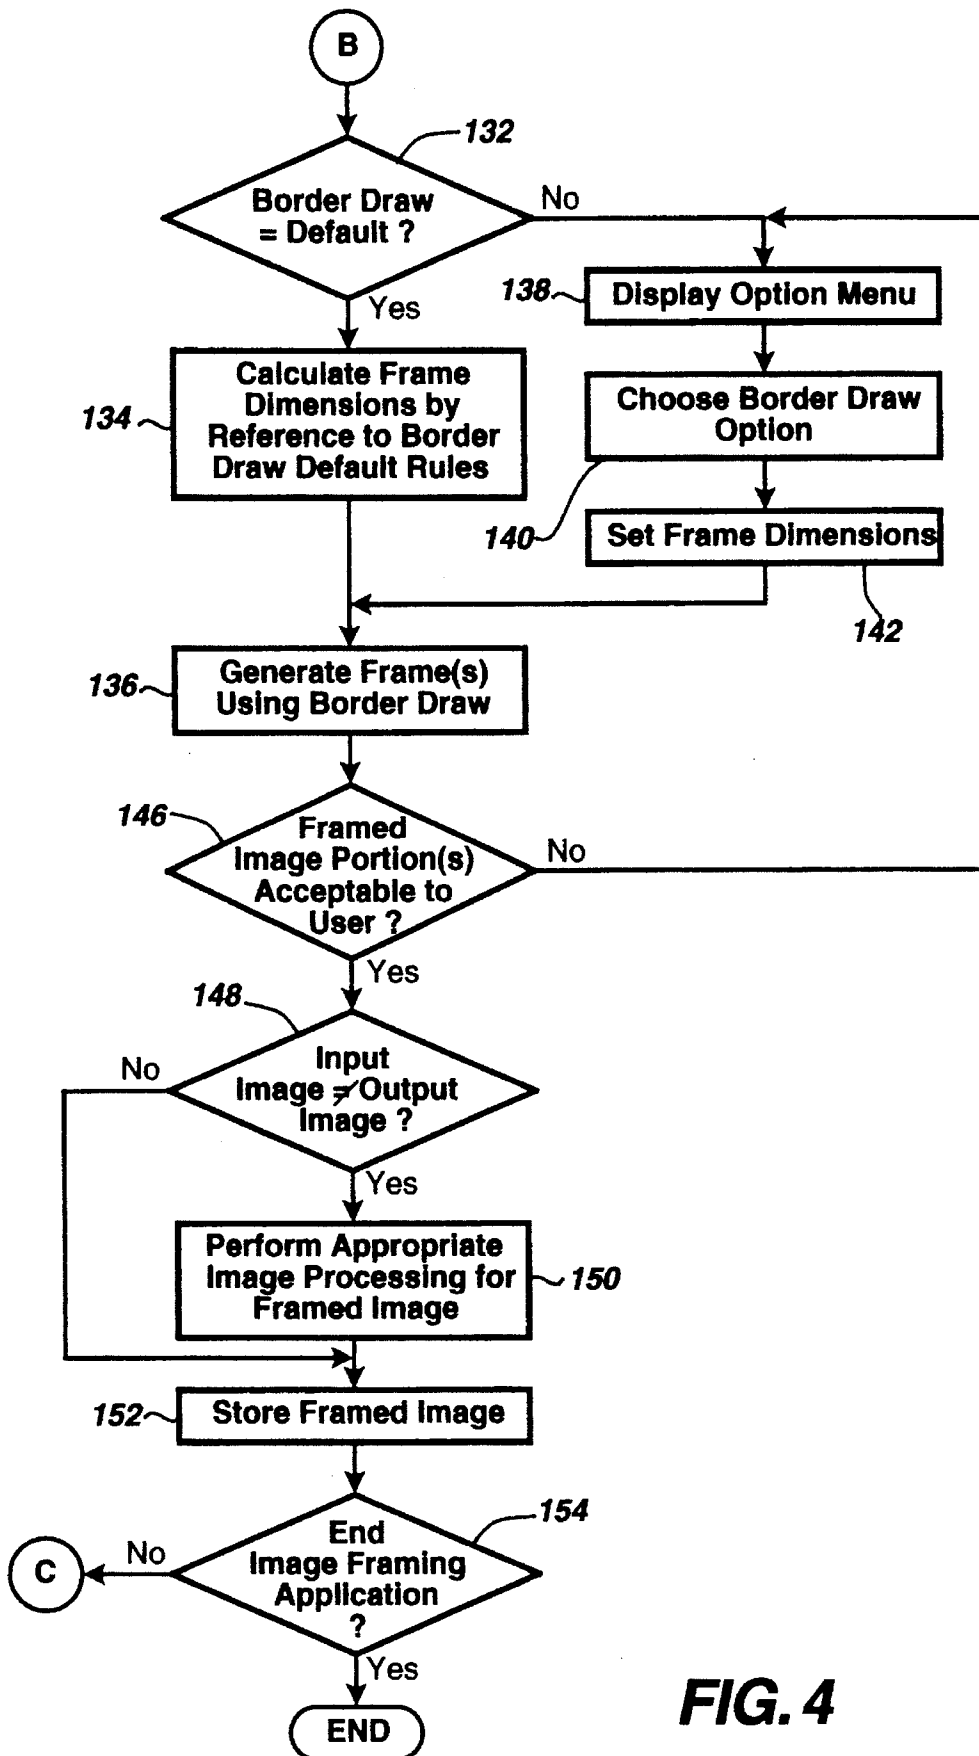 B
132
Border Draw
= Default ?
No
Yes
138
Display Option Menu
134
Calculate Frame
Dimensions by
Reference to Border
Draw Default Rules
Choose Border Draw
Option
140
Set Frame Dimensions
142
136
Generate Frame(s)
Using Border Draw
146
Framed
Image Portion(s)
Acceptable to
User ?
No
Yes
148
Input
Image ≠ Output
Image ?
No
Yes
Perform Appropriate
Image Processing for
Framed Image
150
152
Store Framed Image
154
End
Image Framing
Application
?
No
C
Yes
END
FIG. 4